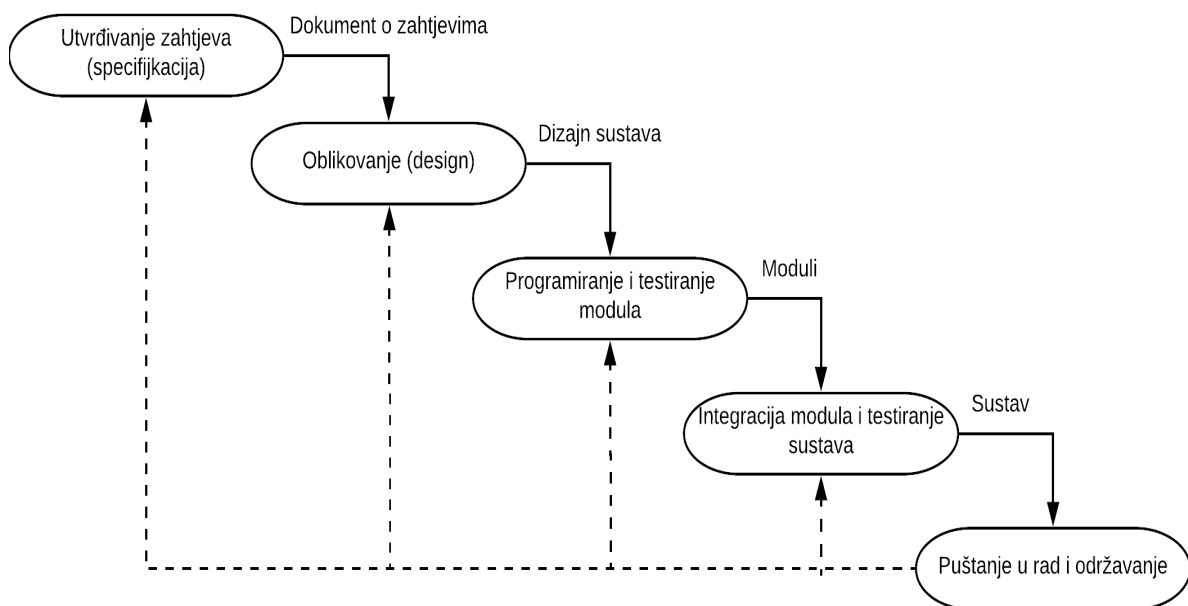 Utvrđivanje zahtjeva
(specifijkacija)
Dokument o zahtjevima
Oblikovanje (design)
Dizajn sustava
Programiranje i testiranje
modula
Moduli
Integracija modula i testiranje
sustava
Sustav
Puštanje u rad i održavanje